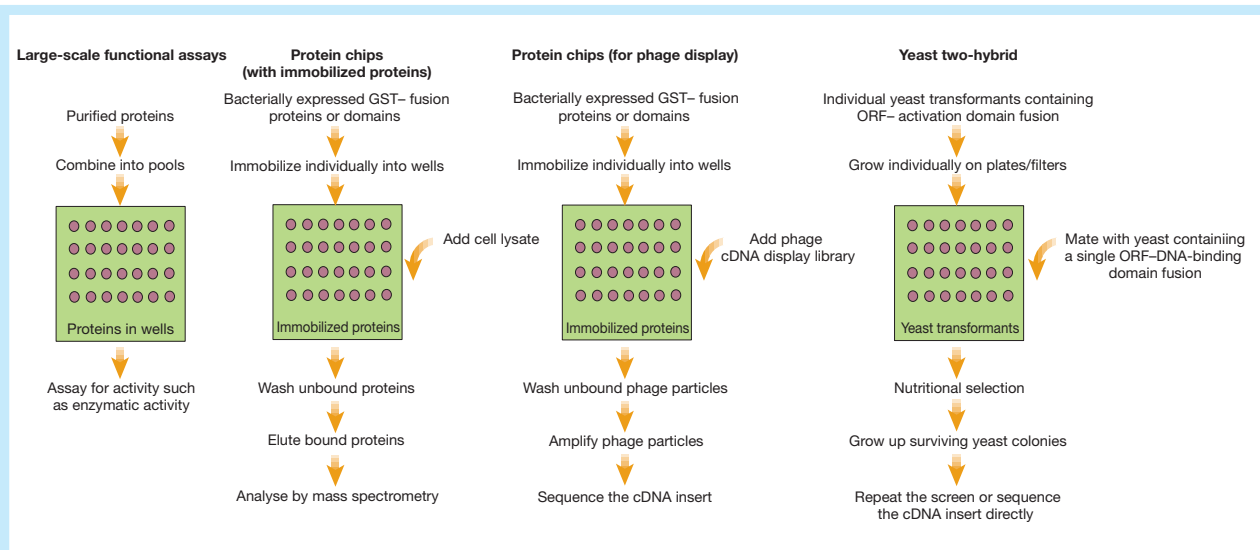 Large-scale functional assays
Purified proteins
Combine into pools
Proteins in wells
Assay for activity such
as enzymatic activity
Protein chips
(with immobilized proteins)
Bacterially expressed GST– fusion
proteins or domains
Immobilize individually into wells
Add cell lysate
Immobilized proteins
Wash unbound proteins
Elute bound proteins
Analyse by mass spectrometry
Protein chips (for phage display)
Bacterially expressed GST– fusion
proteins or domains
Immobilize individually into wells
Add phage
cDNA display library
Immobilized proteins
Wash unbound phage particles
Amplify phage particles
Sequence the cDNA insert
Yeast two-hybrid
Individual yeast transformants containing
ORF– activation domain fusion
Grow individually on plates/filters
Mate with yeast containiing
a single ORF–DNA-binding
domain fusion
Yeast transformants
Nutritional selection
Grow up surviving yeast colonies
Repeat the screen or sequence
the cDNA insert directly